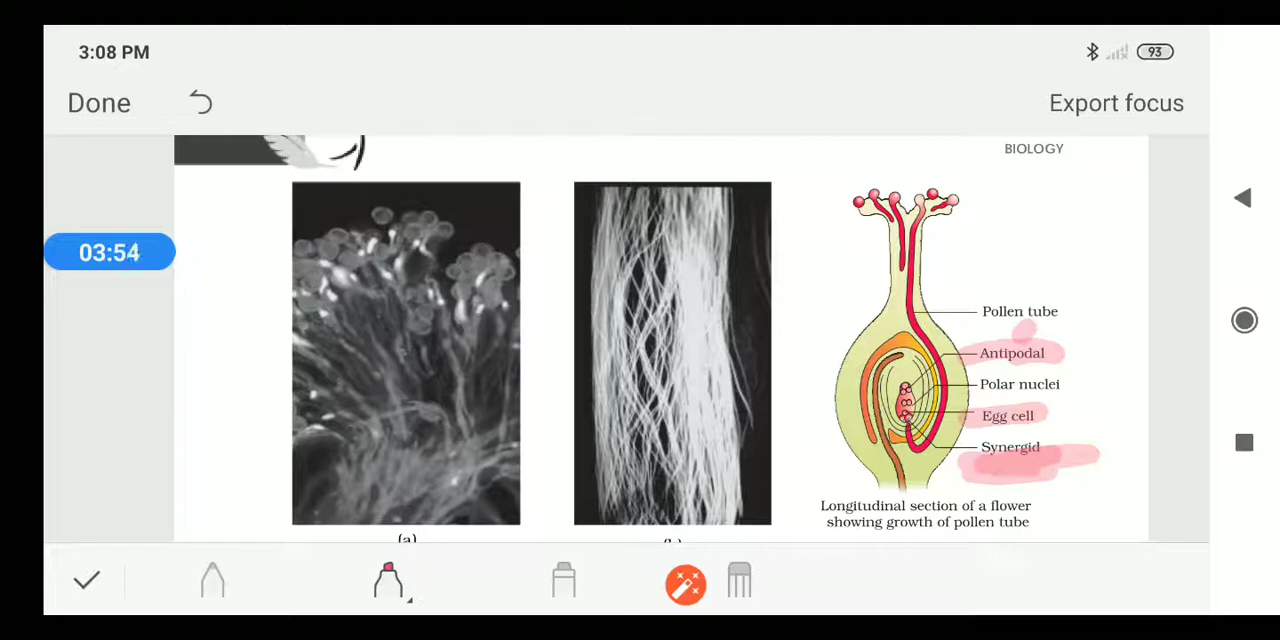 3:08 PM
93
Done
Export focus
BIOLOGY
03:54
Pollen tube
Antipodal
Polar nuclei
Egg cell
Synergid
Longitudinal section of a flower
showing growth of pollen tube
(a)